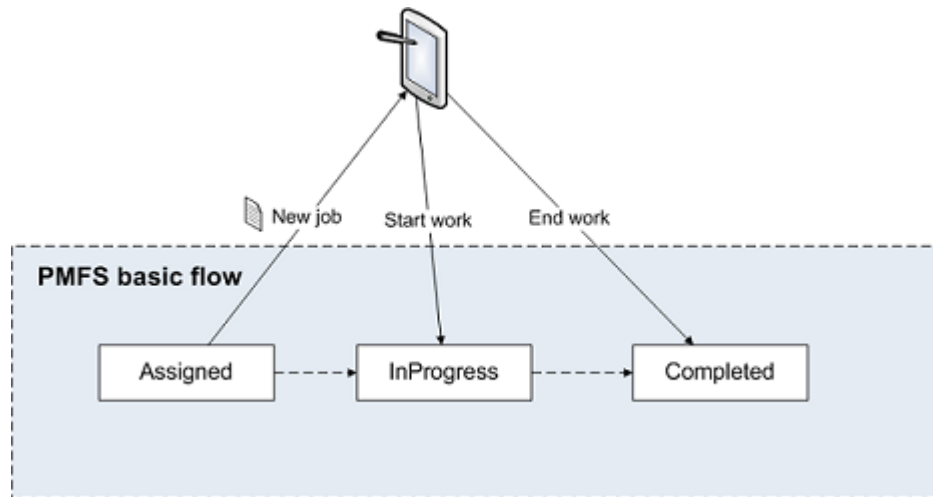 New job
Start work
End work
PMFS basic flow
Assigned
InProgress
Completed